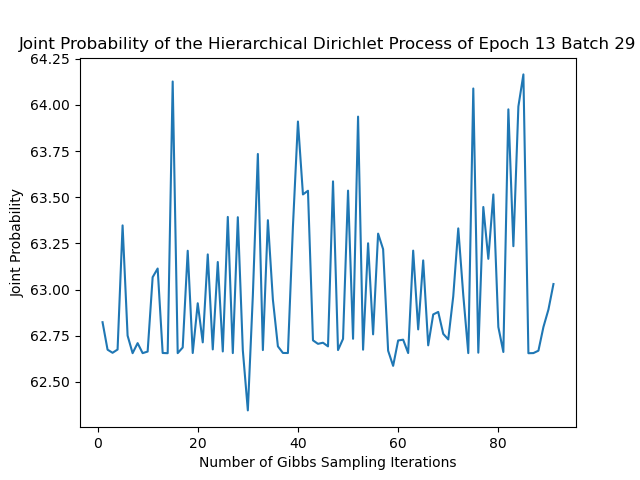 Joint Probability of the Hierarchical Dirichlet Process of Epoch 13 Batch 29
64.25
64.00
63.75
63.50
63.25
63.00
62.75
62.50
Joint Probability
0 20 40 60 80
Number of Gibbs Sampling Iterations